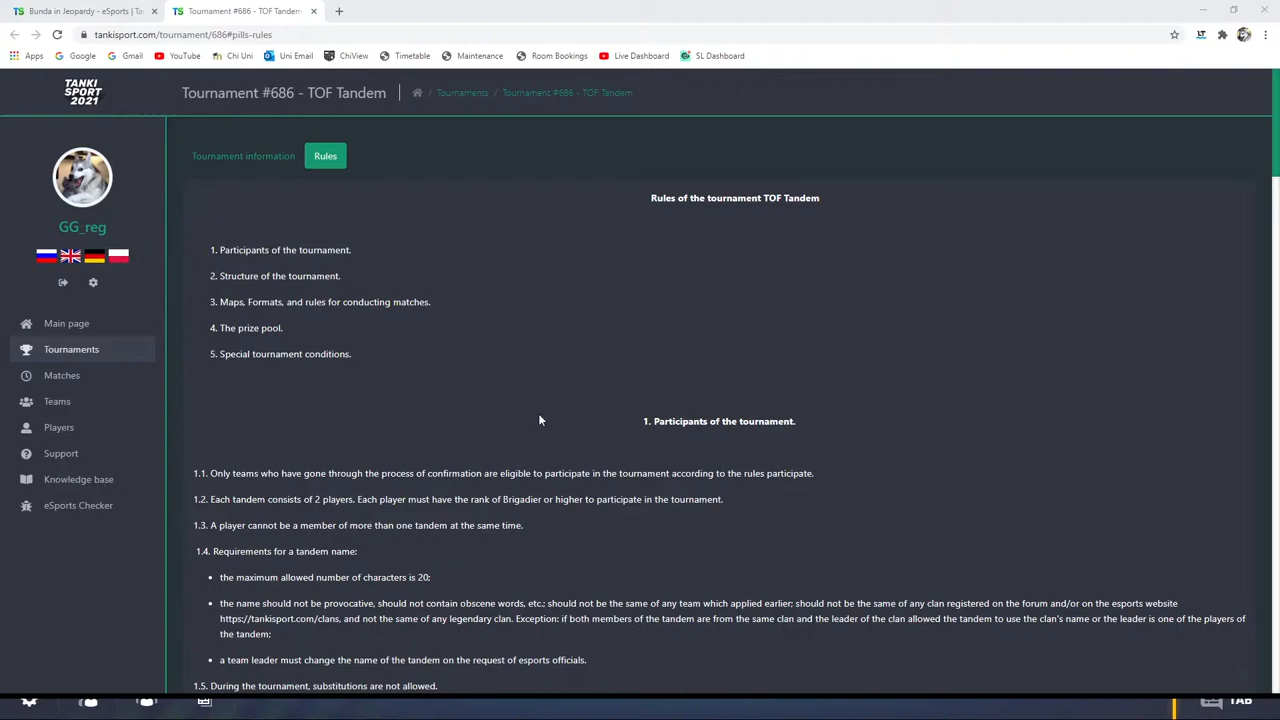 Bunda in Jeopardy - eSports | Ta
Tournament #686 - TOF Tandem
tankisport.com/tournament/686#pills-rules
Apps
Google
Gmail
YouTube
Chi Uni
Uni Email
ChiView
Timetable
Maintenance
Room Bookings
Live Dashboard
SL Dashboard
TANKI
SPORT
2021
Tournament #686 - TOF Tandem
/ Tournaments / Tournament #686 - TOF Tandem
GG_reg
Main page
Tournaments
Matches
Teams
Players
Support
Knowledge base
eSports Checker
Tournament information
Rules
Rules of the tournament TOF Tandem
1. Participants of the tournament.
2. Structure of the tournament.
3. Maps, Formats, and rules for conducting matches.
4. The prize pool.
5. Special tournament conditions.
1. Participants of the tournament.
1.1. Only teams who have gone through the process of confirmation are eligible to participate in the tournament according to the rules participate.
1.2. Each tandem consists of 2 players. Each player must have the rank of Brigadier or higher to participate in the tournament.
1.3. A player cannot be a member of more than one tandem at the same time.
1.4. Requirements for a tandem name:
• the maximum allowed number of characters is 20;
• the name should not be provocative, should not contain obscene words, etc.; should not be the same of any team which applied earlier; should not be the same of any clan registered on the forum and/or on the esports website
https://tankisport.com/clans, and not the same of any legendary clan. Exception: if both members of the tandem are from the same clan and the leader of the clan allowed the tandem to use the clan's name or the leader is one of the players of
the tandem;
• a team leader must change the name of the tandem on the request of esports officials.
1.5. During the tournament, substitutions are not allowed.
TAB